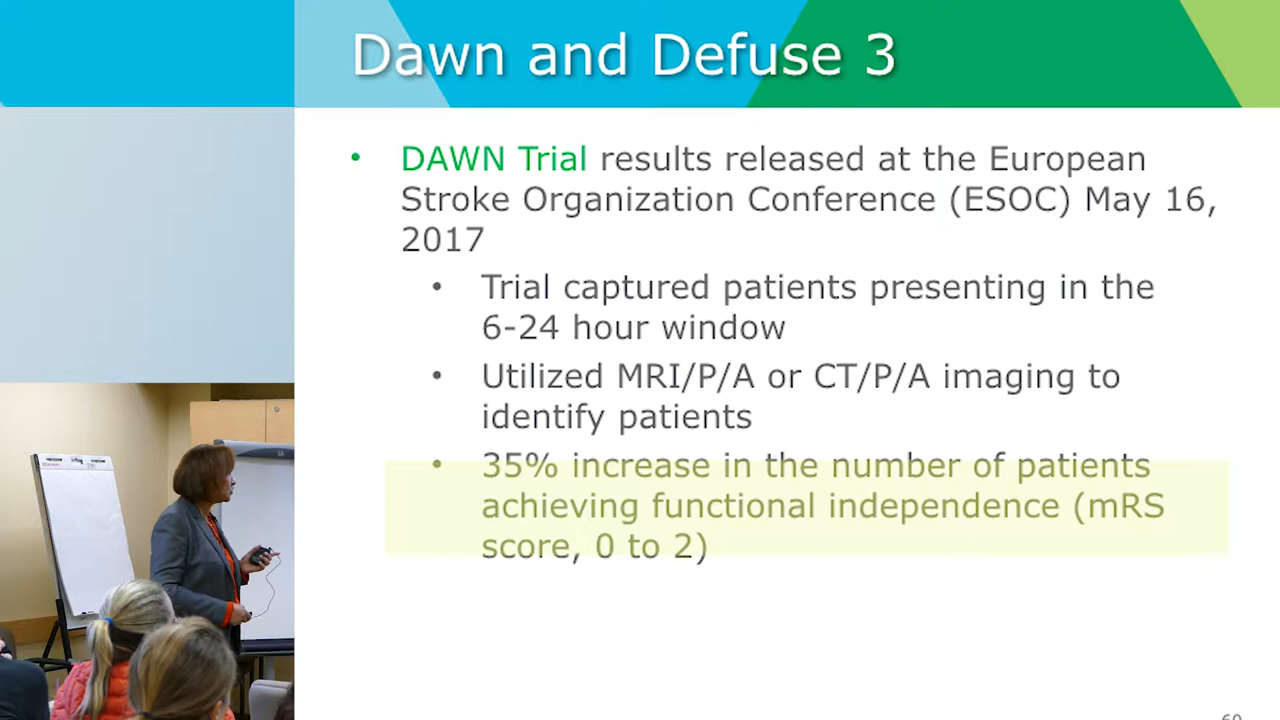 Dawn and Defuse 3
• DAWN Trial results released at the European
Stroke Organization Conference (ESOC) May 16,
2017
• Trial captured patients presenting in the
6-24 hour window
• Utilized MRI/P/A or CT/P/A imaging to
identify patients
• 35% increase in the number of patients
achieving functional independence (mRS
score, 0 to 2)